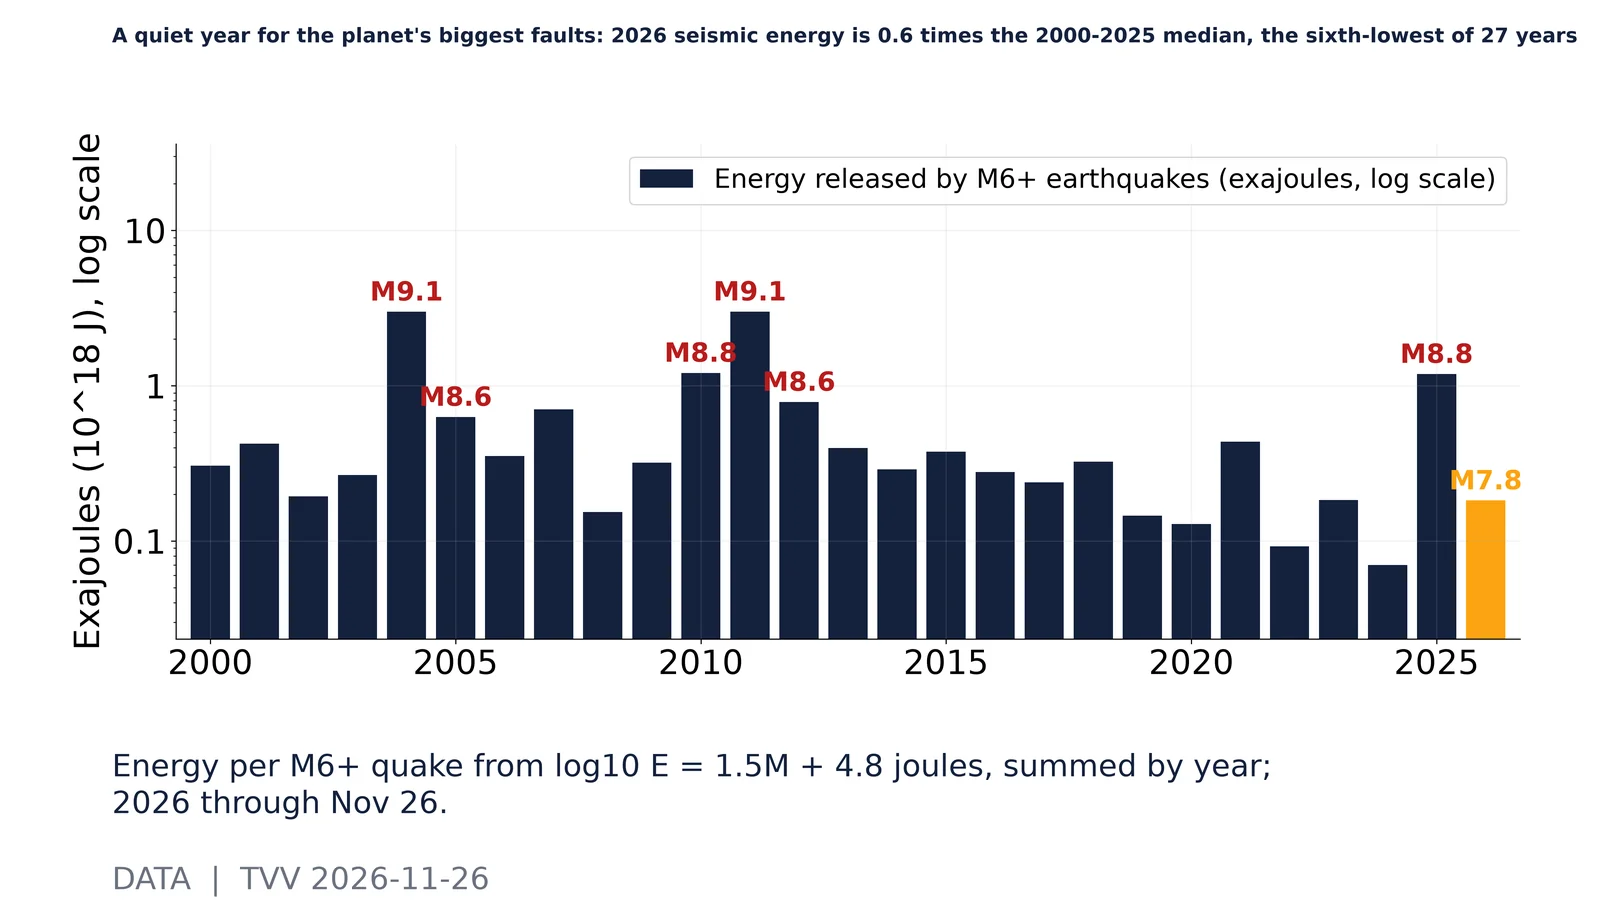 A quiet year for the planet's biggest faults: 2026 seismic energy is 0.6 times the 2000-2025 median, the sixth-lowest of 27 years
Exajoules (10^18 J), log scale
Energy released by M6+ earthquakes (exajoules, log scale)
10
1
0.1
M9.1
M8.6
M8.8
M9.1
M8.6
M8.8
M7.8
2000
2005
2010
2015
2020
2025
Energy per M6+ quake from log10 E = 1.5M + 4.8 joules, summed by year;
2026 through Nov 26.
DATA | TVV 2026-11-26